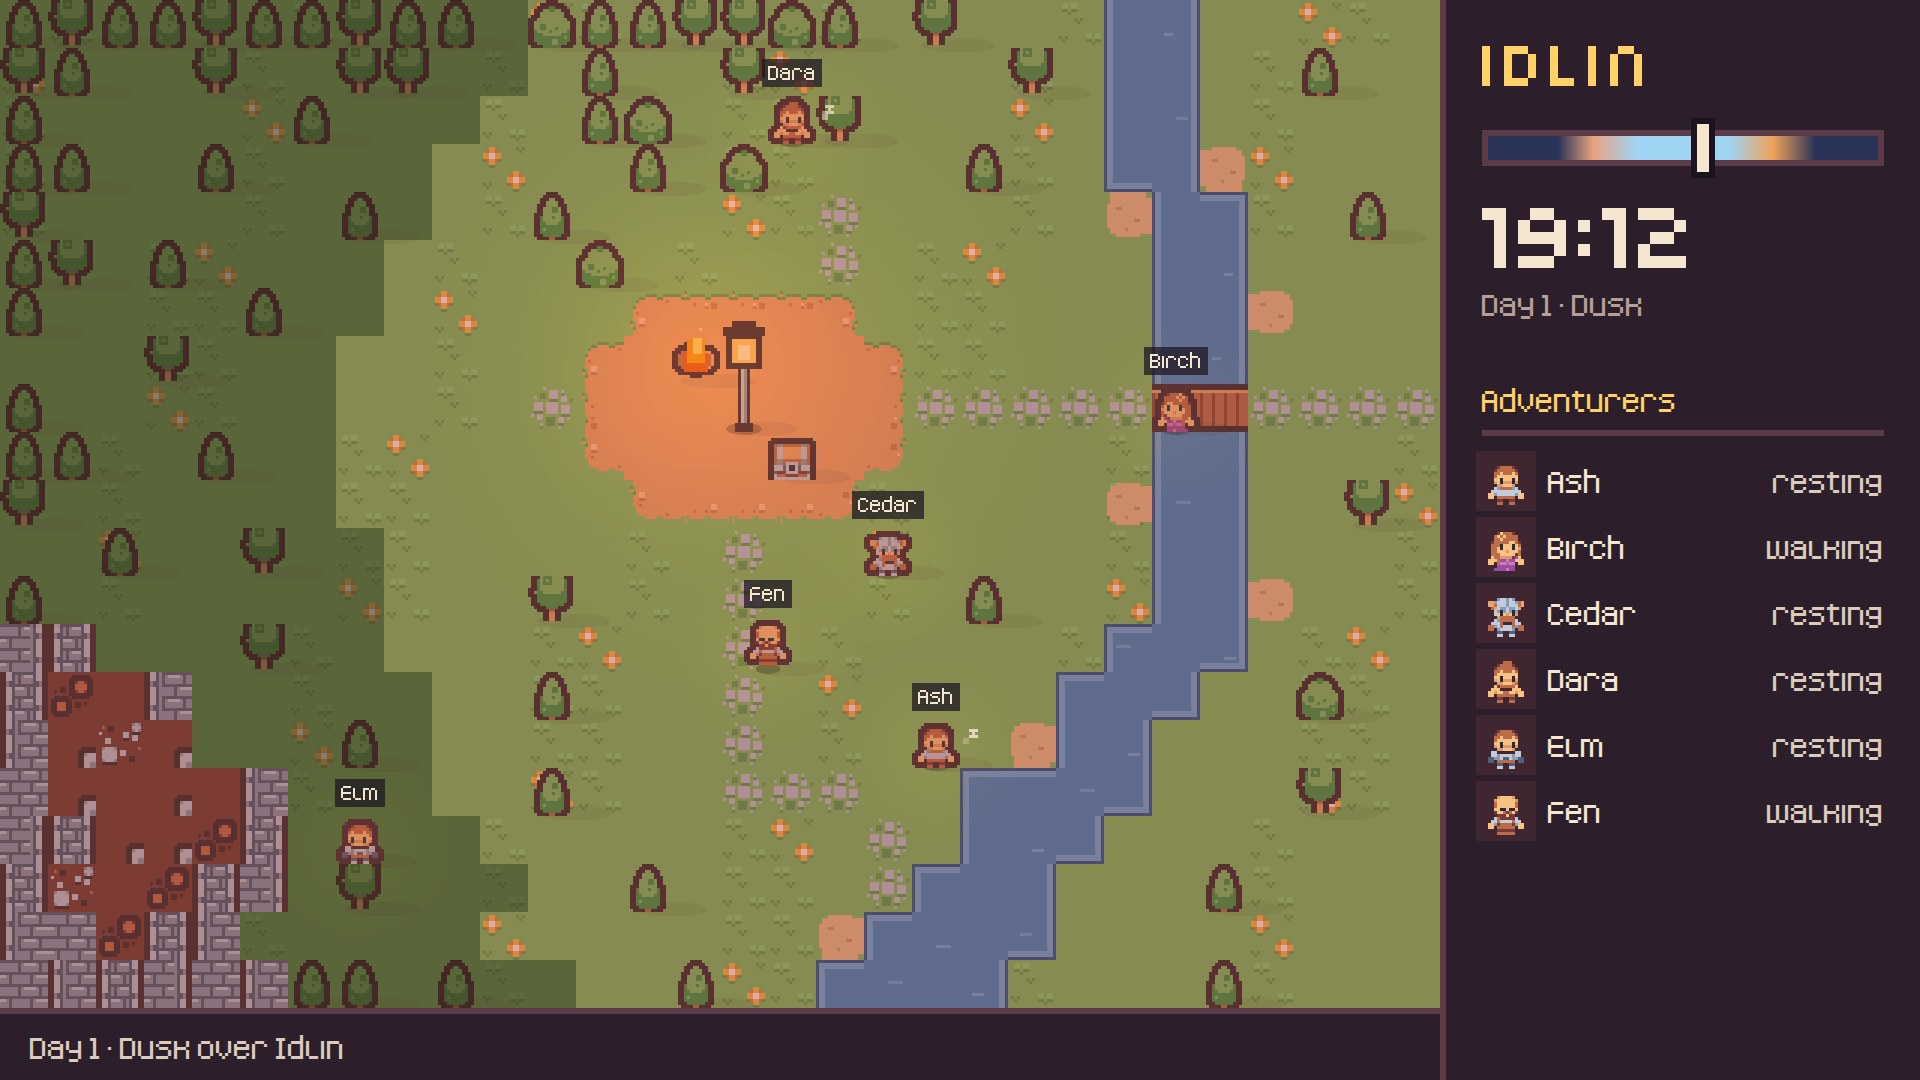 IDLIN
19:12
Day 1 · Dusk
Adventurers
Ash resting
Birch walking
Cedar resting
Dara resting
Elm resting
Fen walking
Dara
z
Birch
Cedar
Fen
Ash
z
Elm
Day 1 · Dusk over Idlin